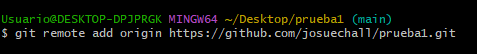 Usuario@DESKTOP-DPJPRGK MINGW64 ~/Desktop/prueba1 (main)
$ git remote add origin https://github.com/josuechall/prueba1.git